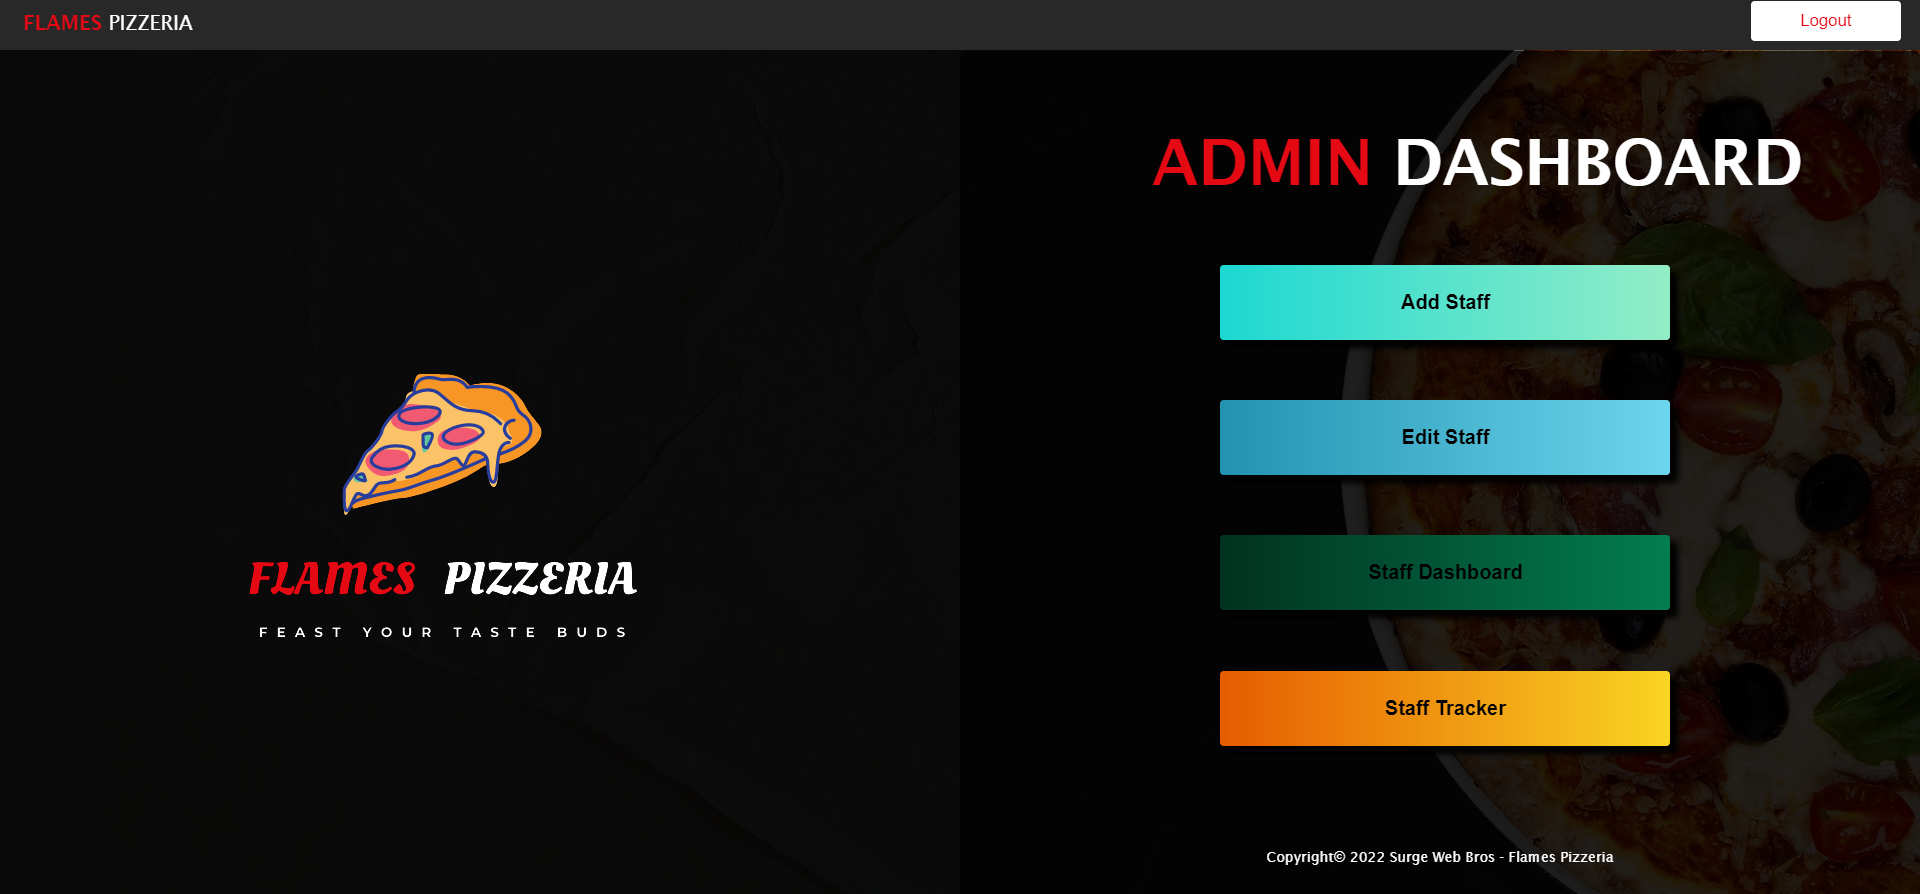 FLAMES PIZZERIA
Logout
FLAMES PIZZERIA
FEAST YOUR TASTE BUDS
ADMIN DASHBOARD
Add Staff
Edit Staff
Staff Dashboard
Staff Tracker
Copyright© 2022 Surge Web Bros - Flames Pizzeria